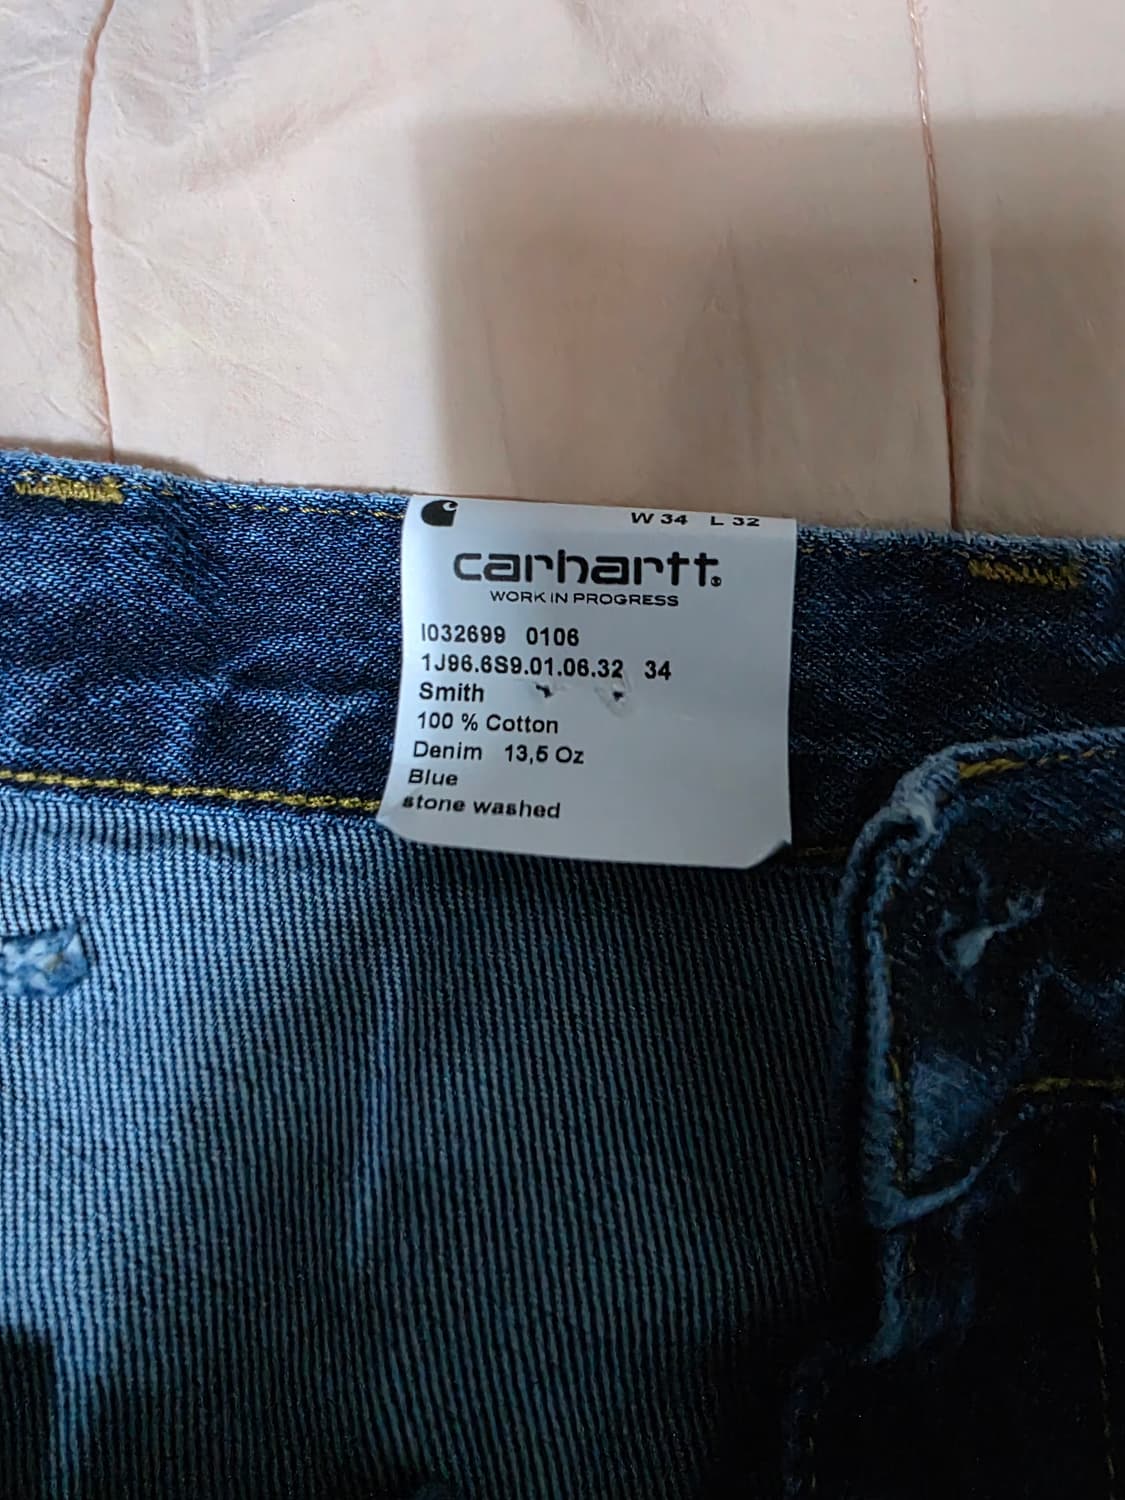 W 34 L 32
carhartt®
WORK IN PROGRESS
I032699 0106
1J96.6S9.01.06.32 34
Smith
100 % Cotton
Denim 13,5 Oz
Blue
stone washed